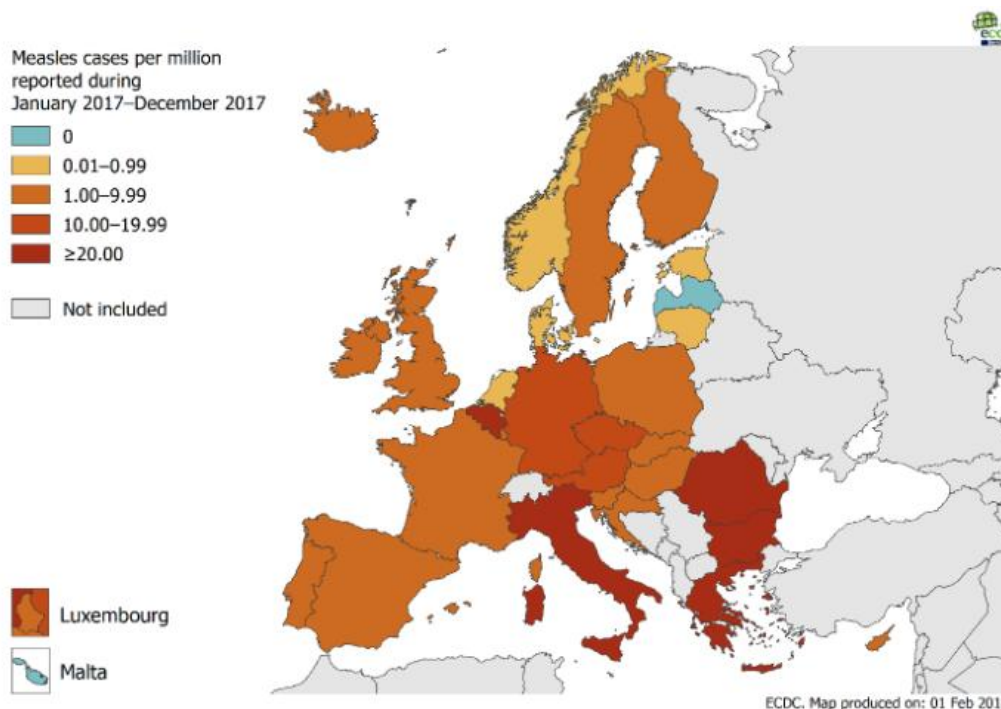 Measles cases per million
reported during
January 2017–December 2017
0
0.01–0.99
1.00–9.99
10.00–19.99
≥20.00
Not included
Luxembourg
Malta
ECDC. Map produced on: 01 Feb